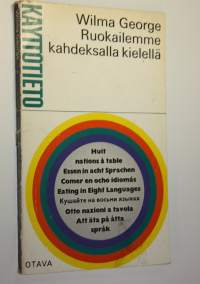 KÄYTTÖTIETO
Wilma George
Ruokailemme
kahdeksalla kielellä
Huit
nations à table
Essen in acht Sprachen
Comer en ocho idiomas
Eating in Eight Languages
Кушайте на восьми языках
Otto nazioni a tavola
Att äta på åtta
språk
OTAVA